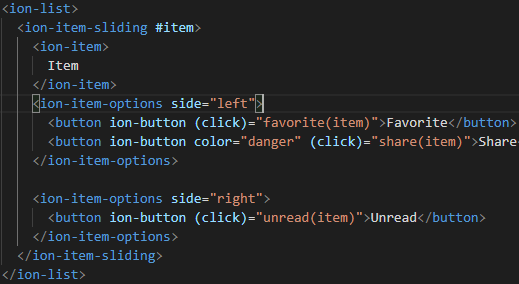 <ion-list>
<ion-item-sliding #item>
<ion-item>
Item
</ion-item>
<ion-item-options side="left">
<button ion-button (click)="favorite(item)">Favorite</button>
<button ion-button color="danger" (click)="share(item)">Share
</ion-item-options>
<ion-item-options side="right">
<button ion-button (click)="unread(item)">Unread</button>
</ion-item-options>
</ion-item-sliding>
</ion-list>